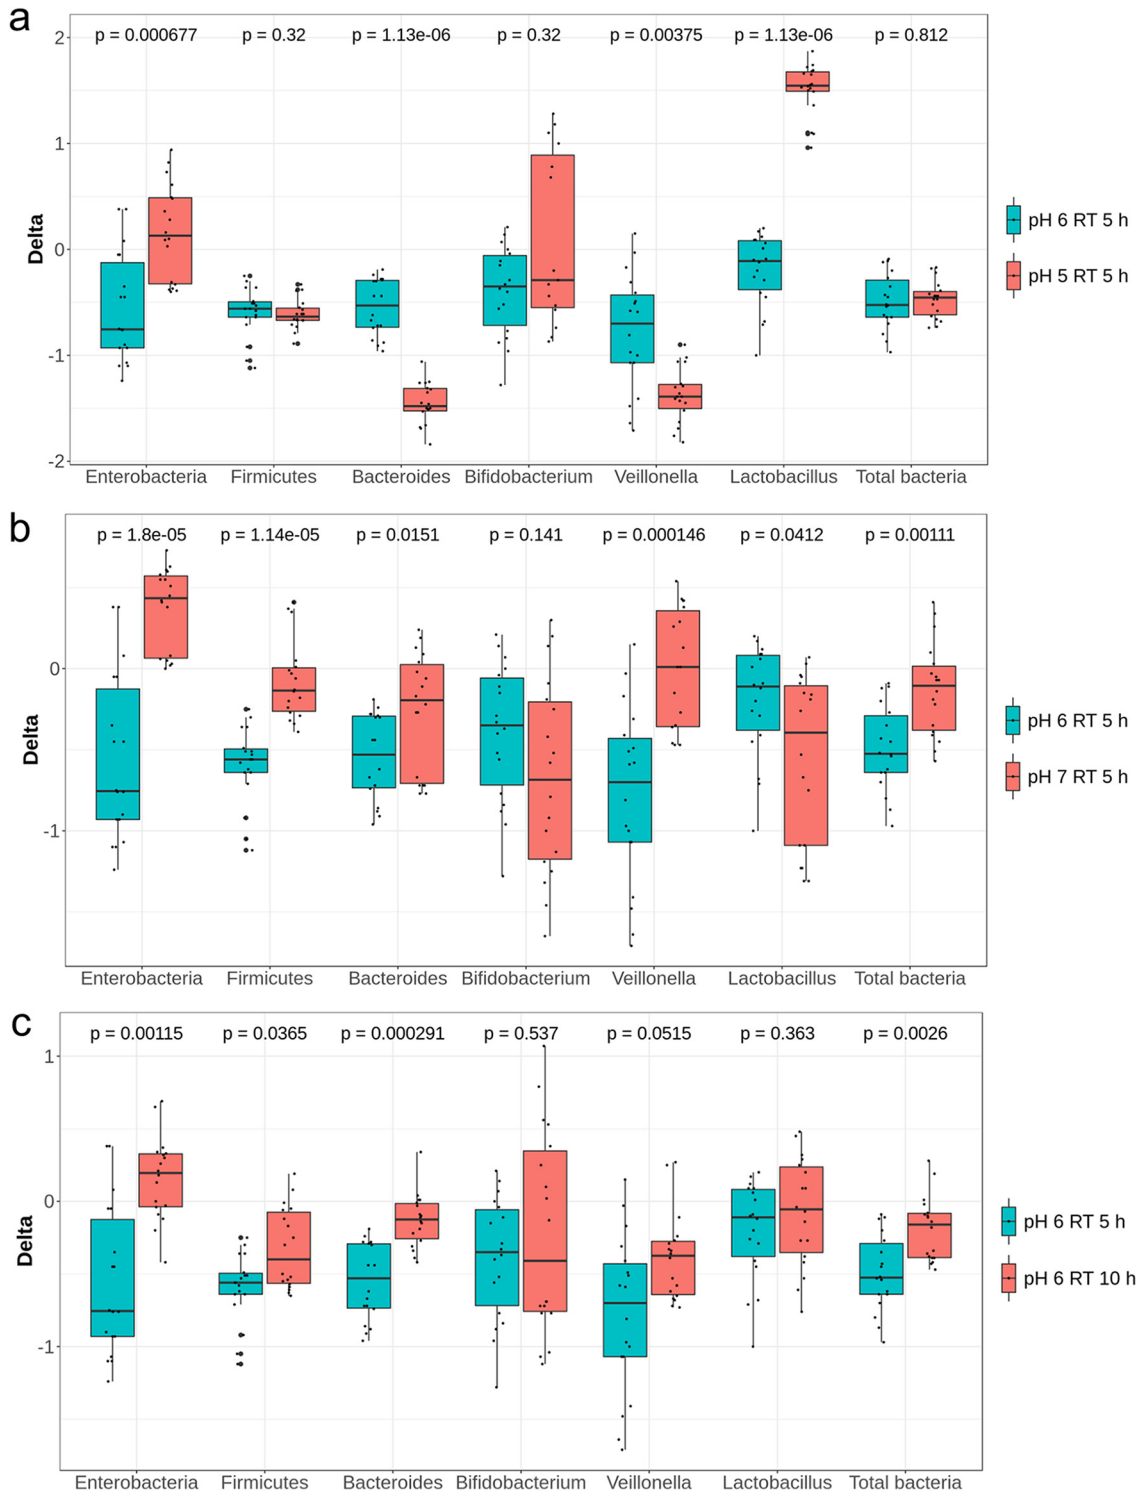 a
p = 0.000677 p = 0.32 p = 1.13e-06 p = 0.32 p = 0.00375 p = 1.13e-06 p = 0.812
2
1
0
-1
-2
Delta
pH 6 RT 5 h
pH 5 RT 5 h
Enterobacteria Firmicutes Bacteroides Bifidobacterium Veillonella Lactobacillus Total bacteria
b
p = 1.8e-05 p = 1.14e-05 p = 0.0151 p = 0.141 p = 0.000146 p = 0.0412 p = 0.00111
0
-1
Delta
pH 6 RT 5 h
pH 7 RT 5 h
Enterobacteria Firmicutes Bacteroides Bifidobacterium Veillonella Lactobacillus Total bacteria
c
p = 0.00115 p = 0.0365 p = 0.000291 p = 0.537 p = 0.0515 p = 0.363 p = 0.0026
1
0
-1
Delta
pH 6 RT 5 h
pH 6 RT 10 h
Enterobacteria Firmicutes Bacteroides Bifidobacterium Veillonella Lactobacillus Total bacteria